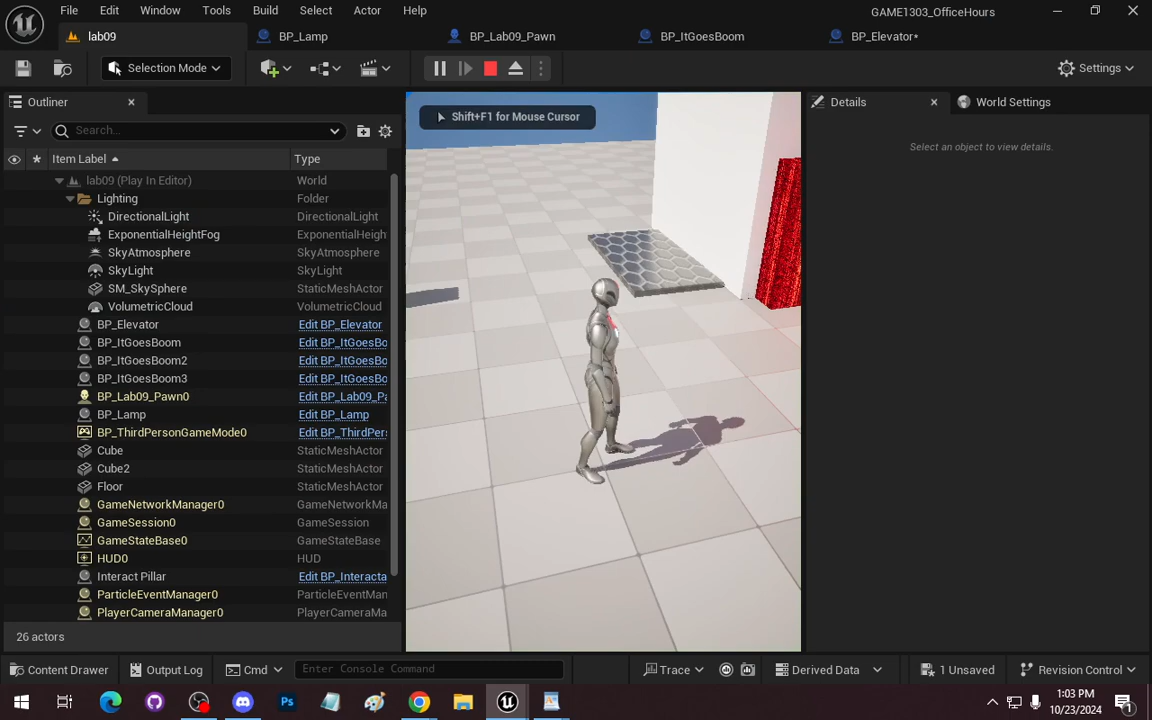 File Edit Window Tools Build Select Actor Help GAME1303_OfficeHours
lab09 BP_Lamp BP_Lab09_Pawn BP_ItGoesBoom BP_Elevator*
Selection Mode Settings
Outliner Details World Settings
Shift+F1 for Mouse Cursor
Search...
Select an object to view details.
Item Label Type
lab09 (Play In Editor) World
Lighting Folder
DirectionalLight DirectionalLight
ExponentialHeightFog ExponentialHeigh
SkyAtmosphere SkyAtmosphere
SkyLight SkyLight
SM_SkySphere StaticMeshActor
VolumetricCloud VolumetricCloud
BP_Elevator Edit BP_Elevator
BP_ItGoesBoom Edit BP_ItGoesBo
BP_ItGoesBoom2 Edit BP_ItGoesBo
BP_ItGoesBoom3 Edit BP_ItGoesBo
BP_Lab09_Pawn0 Edit BP_Lab09_Pa
BP_Lamp Edit BP_Lamp
BP_ThirdPersonGameMode0 Edit BP_ThirdPers
Cube StaticMeshActor
Cube2 StaticMeshActor
Floor StaticMeshActor
GameNetworkManager0 GameNetworkMa
GameSession0 GameSession
GameStateBase0 GameStateBase
HUD0 HUD
Interact Pillar Edit BP_Interacta
ParticleEventManager0 ParticleEventMan
PlayerCameraManager0 PlayerCameraMa
26 actors
Content Drawer Output Log Cmd Enter Console Command Trace Derived Data 1 Unsaved Revision Control
1:03 PM
10/23/2024
1